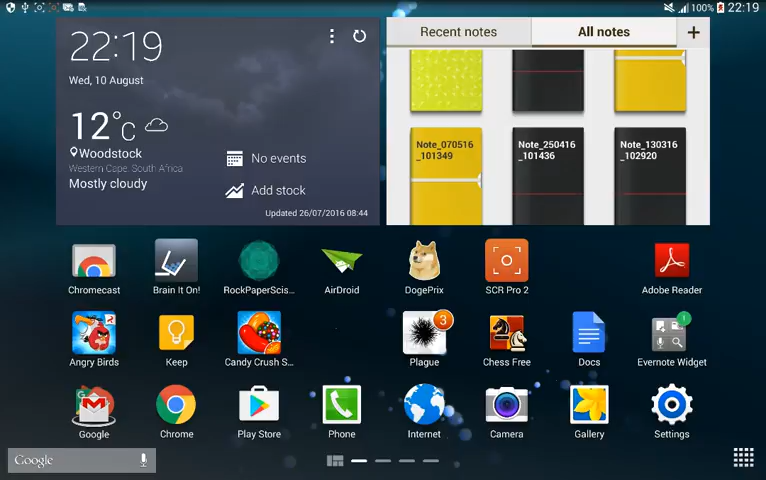 100% 22:19
22:19
Wed, 10 August
12°C
Woodstock
Western Cape, South Africa
Mostly cloudy
No events
Add stock
Updated 26/07/2016 08:44
Recent notes All notes +
Note_070516
_101349
Note_250416
_101436
Note_130316
_102920
Chromecast Brain It On! RockPaperScis... AirDroid DogePrix SCR Pro 2 Adobe Reader
3 !
Angry Birds Keep Candy Crush S... Plague Chess Free Docs Evernote Widget
Google Chrome Play Store Phone Internet Camera Gallery Settings
Google